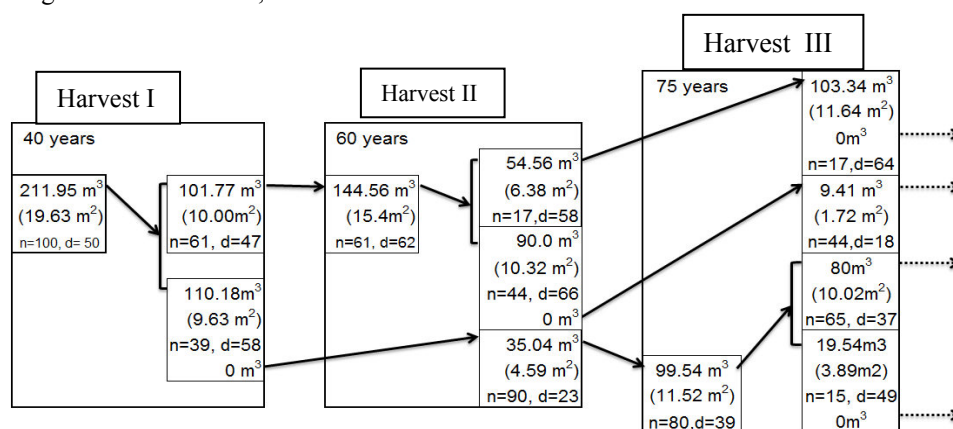 Harvest I
40 years
211.95 m³
(19.63 m²)
n=100, d= 50
101.77 m³
(10.00m²)
n=61, d=47
110.18m³
(9.63 m²)
n=39, d=58
0 m³
Harvest II
60 years
144.56 m³
(15.4m²)
n=61, d=62
54.56 m³
(6.38 m²)
n=17,d=58
90.0 m³
(10.32 m²)
n=44, d=66
0 m³
35.04 m³
(4.59 m²)
n=90, d=23
Harvest III
75 years
99.54 m³
(11.52 m²)
n=80,d=39
103.34 m³
(11.64 m²)
0m³
n=17,d=64
9.41 m³
(1.72 m²)
n=44,d=18
80m³
(10.02m²)
n=65, d=37
19.54m3
(3.89m2)
n=15, d=49
0m³